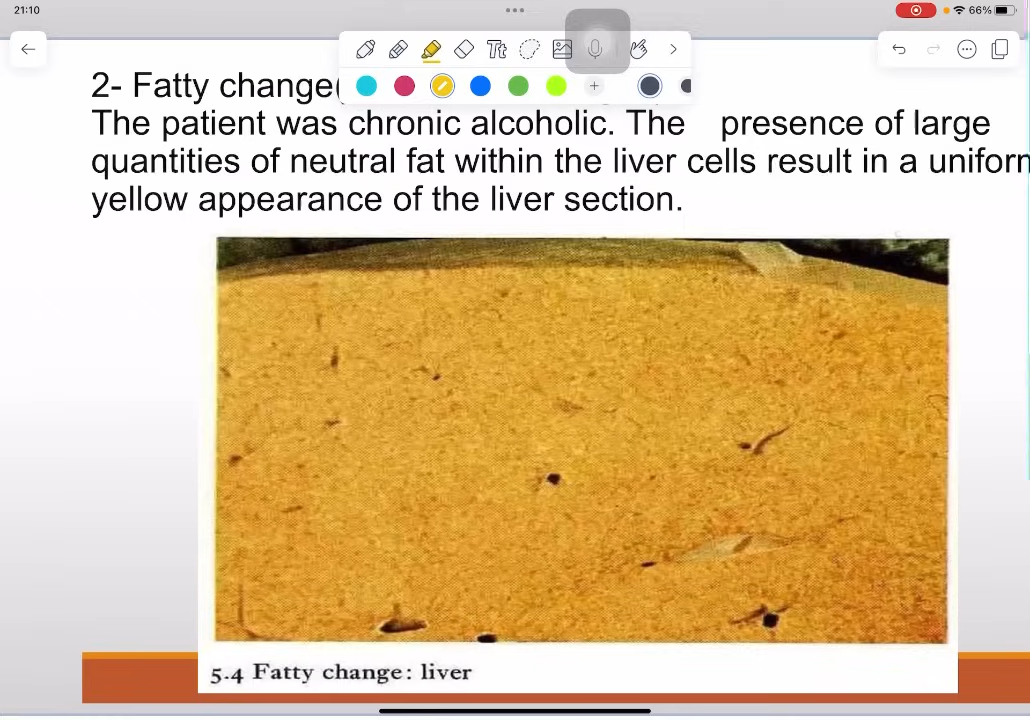 21:10
66%
Tt
2- Fatty change
The patient was chronic alcoholic. The presence of large
quantities of neutral fat within the liver cells result in a
yellow appearance of the liver section.
5.4 Fatty change: liver